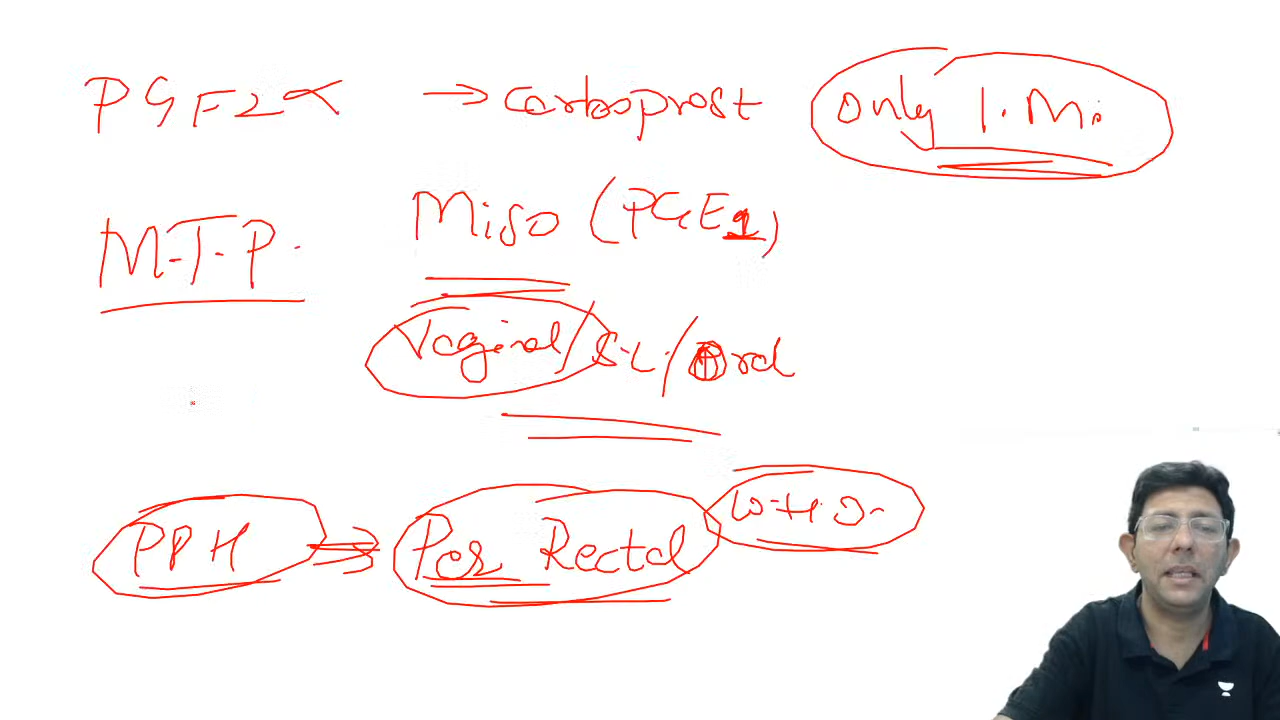 PGF2α → carboprost only I.M.
M.T.P. Miso (PGE1)
Vaginal/S.L./Oral
PPH ⇒ Per Rectal W.H.O.